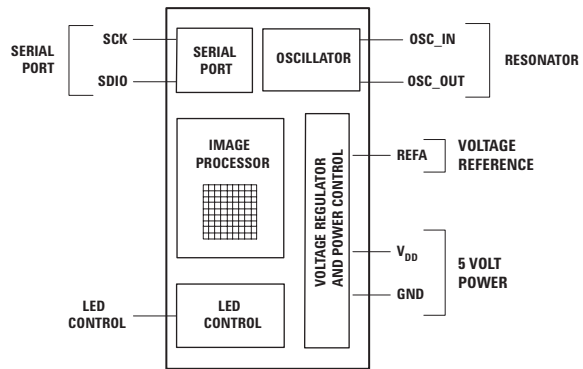 SERIAL
PORT
SCK
SDIO
SERIAL
PORT
OSCILLATOR
OSC_IN
OSC_OUT
RESONATOR
IMAGE
PROCESSOR
VOLTAGE REGULATOR
AND POWER CONTROL
REFA
VOLTAGE
REFERENCE
VDD
GND
5 VOLT
POWER
LED
CONTROL
LED
CONTROL